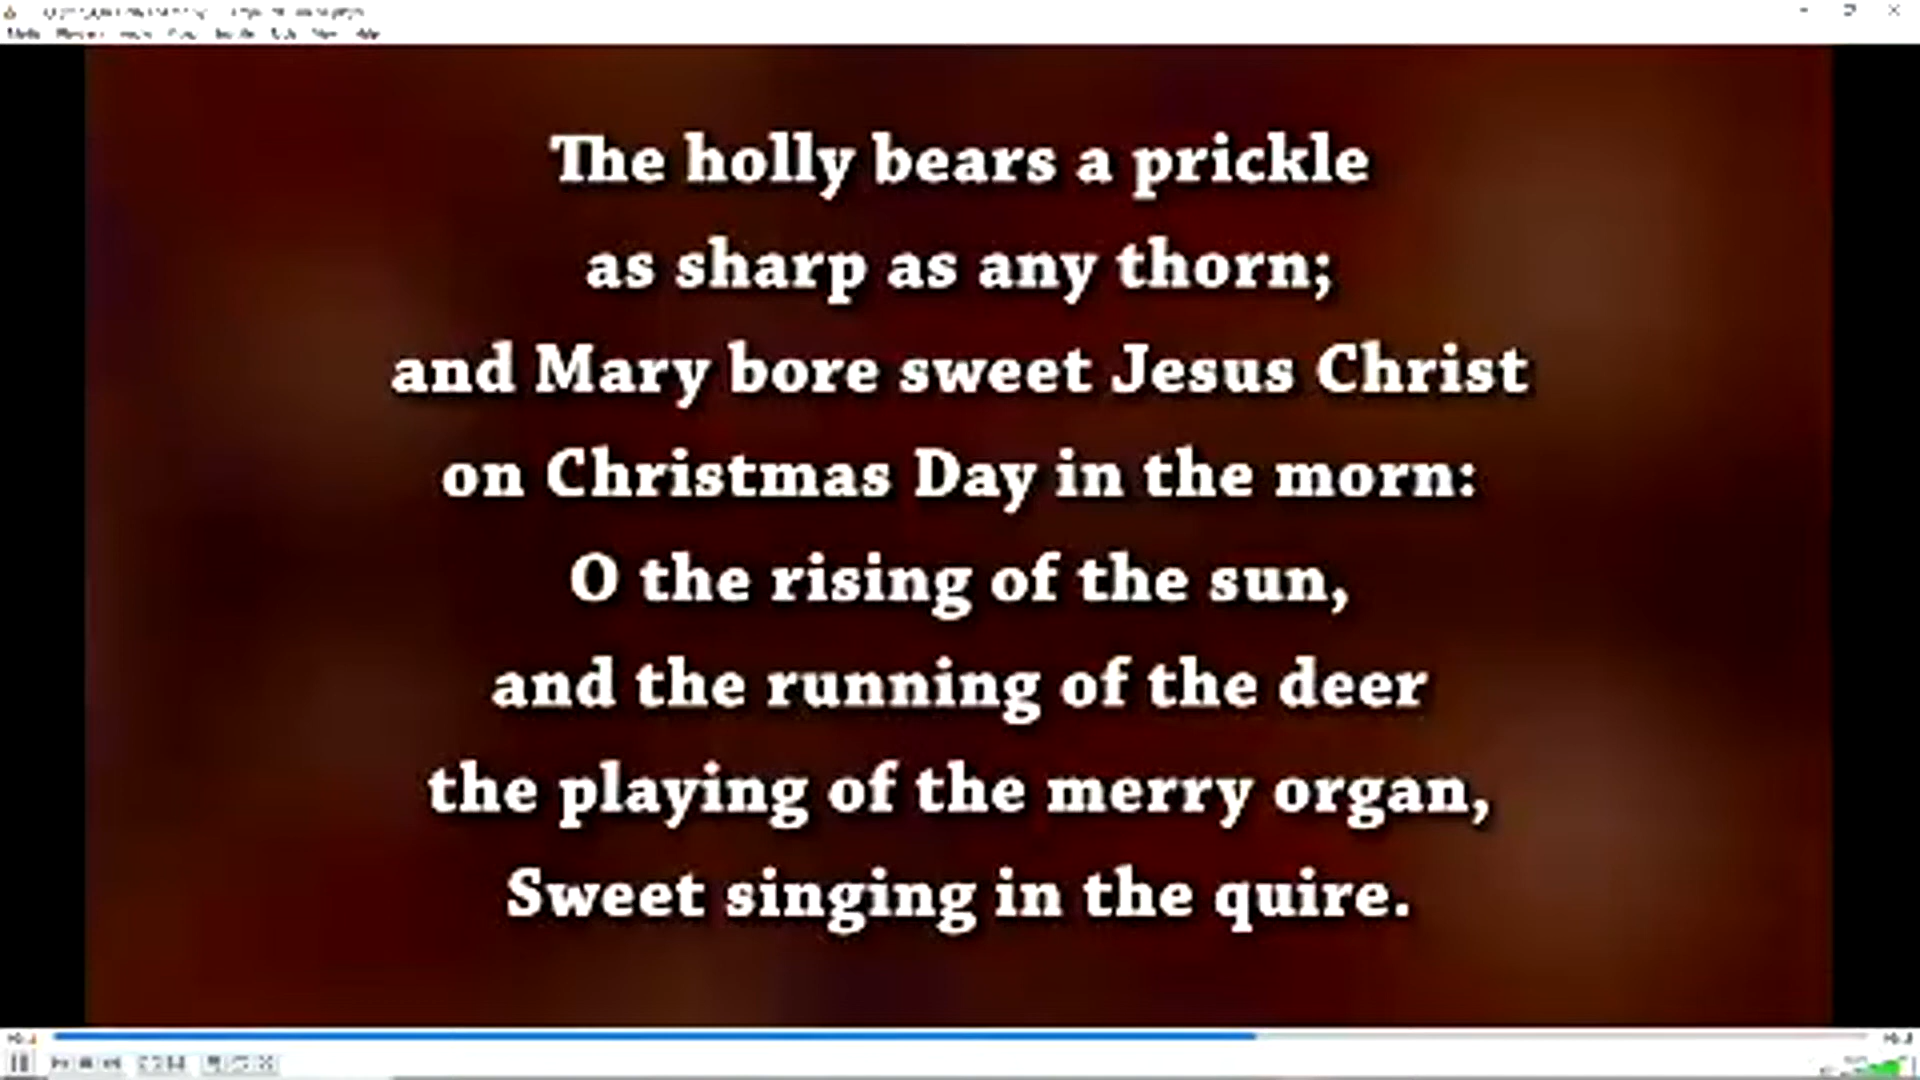 The holly bears a prickle
as sharp as any thorn;
and Mary bore sweet Jesus Christ
on Christmas Day in the morn:
O the rising of the sun,
and the running of the deer
the playing of the merry organ,
Sweet singing in the quire.